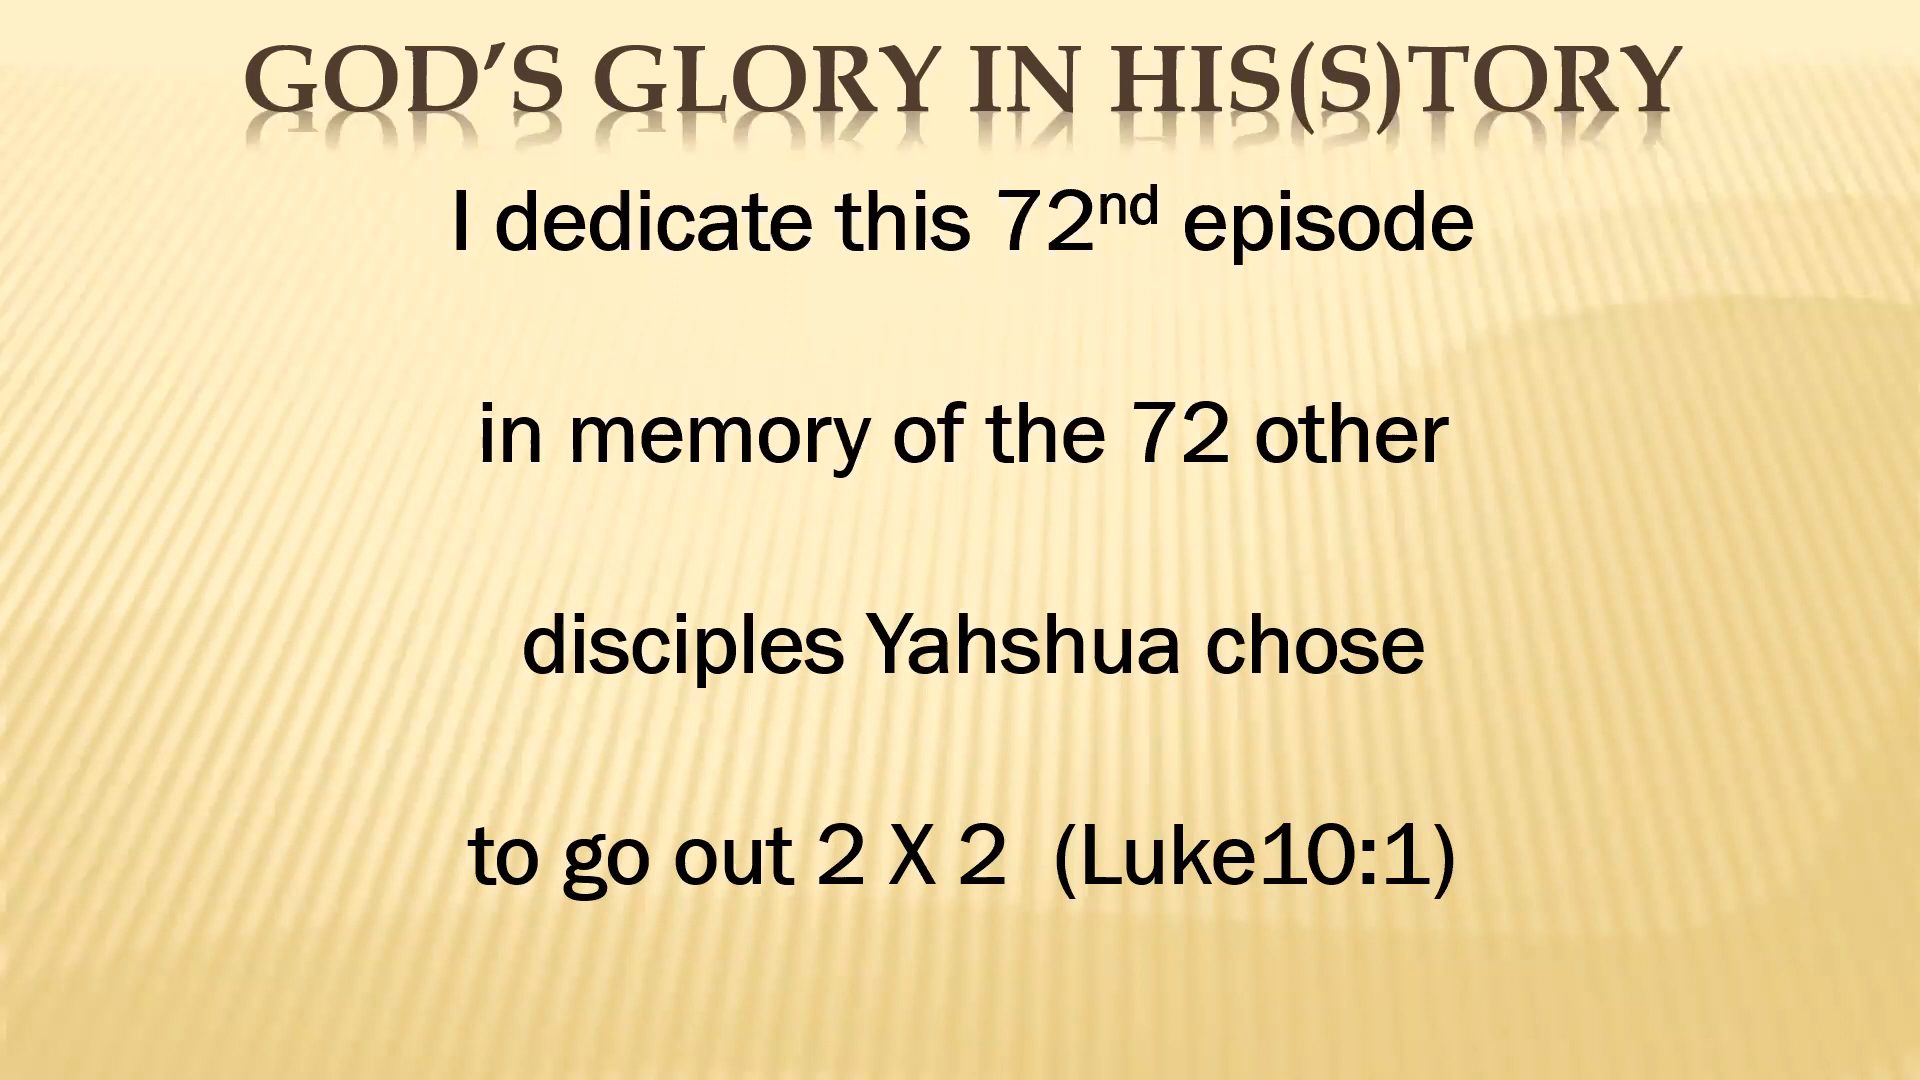 GOD’S GLORY IN HIS(S)TORY
I dedicate this 72nd episode
in memory of the 72 other
disciples Yahshua chose
to go out 2 X 2 (Luke10:1)